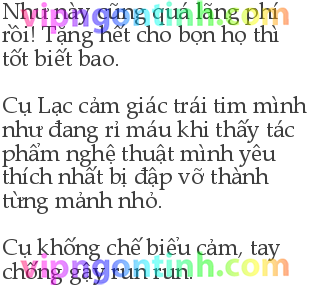 Như này cũng quá lãng phí
rồi! Tặng hết cho bọn họ thì
tốt biết bao.
Cụ Lạc cảm giác trái tim mình
như đang rỉ máu khi thấy tác
phẩm nghệ thuật mình yêu
thích nhất bị đập vỡ thành
từng mảnh nhỏ.
Cụ khống chế biểu cảm, tay
chống gậy run run.
vipngontinh.com
vipngontinh.com